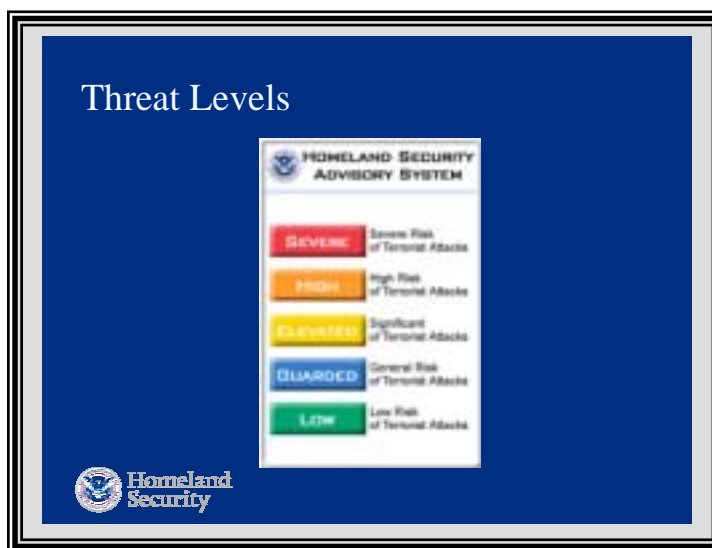 Threat Levels
HOMELAND SECURITY
ADVISORY SYSTEM
SEVERE
Severe Risk
of Terrorist Attacks
HIGH
High Risk
of Terrorist Attacks
ELEVATED
Significant
of Terrorist Attacks
GUARDED
General Risk
of Terrorist Attacks
LOW
Low Risk
of Terrorist Attacks
Homeland
Security